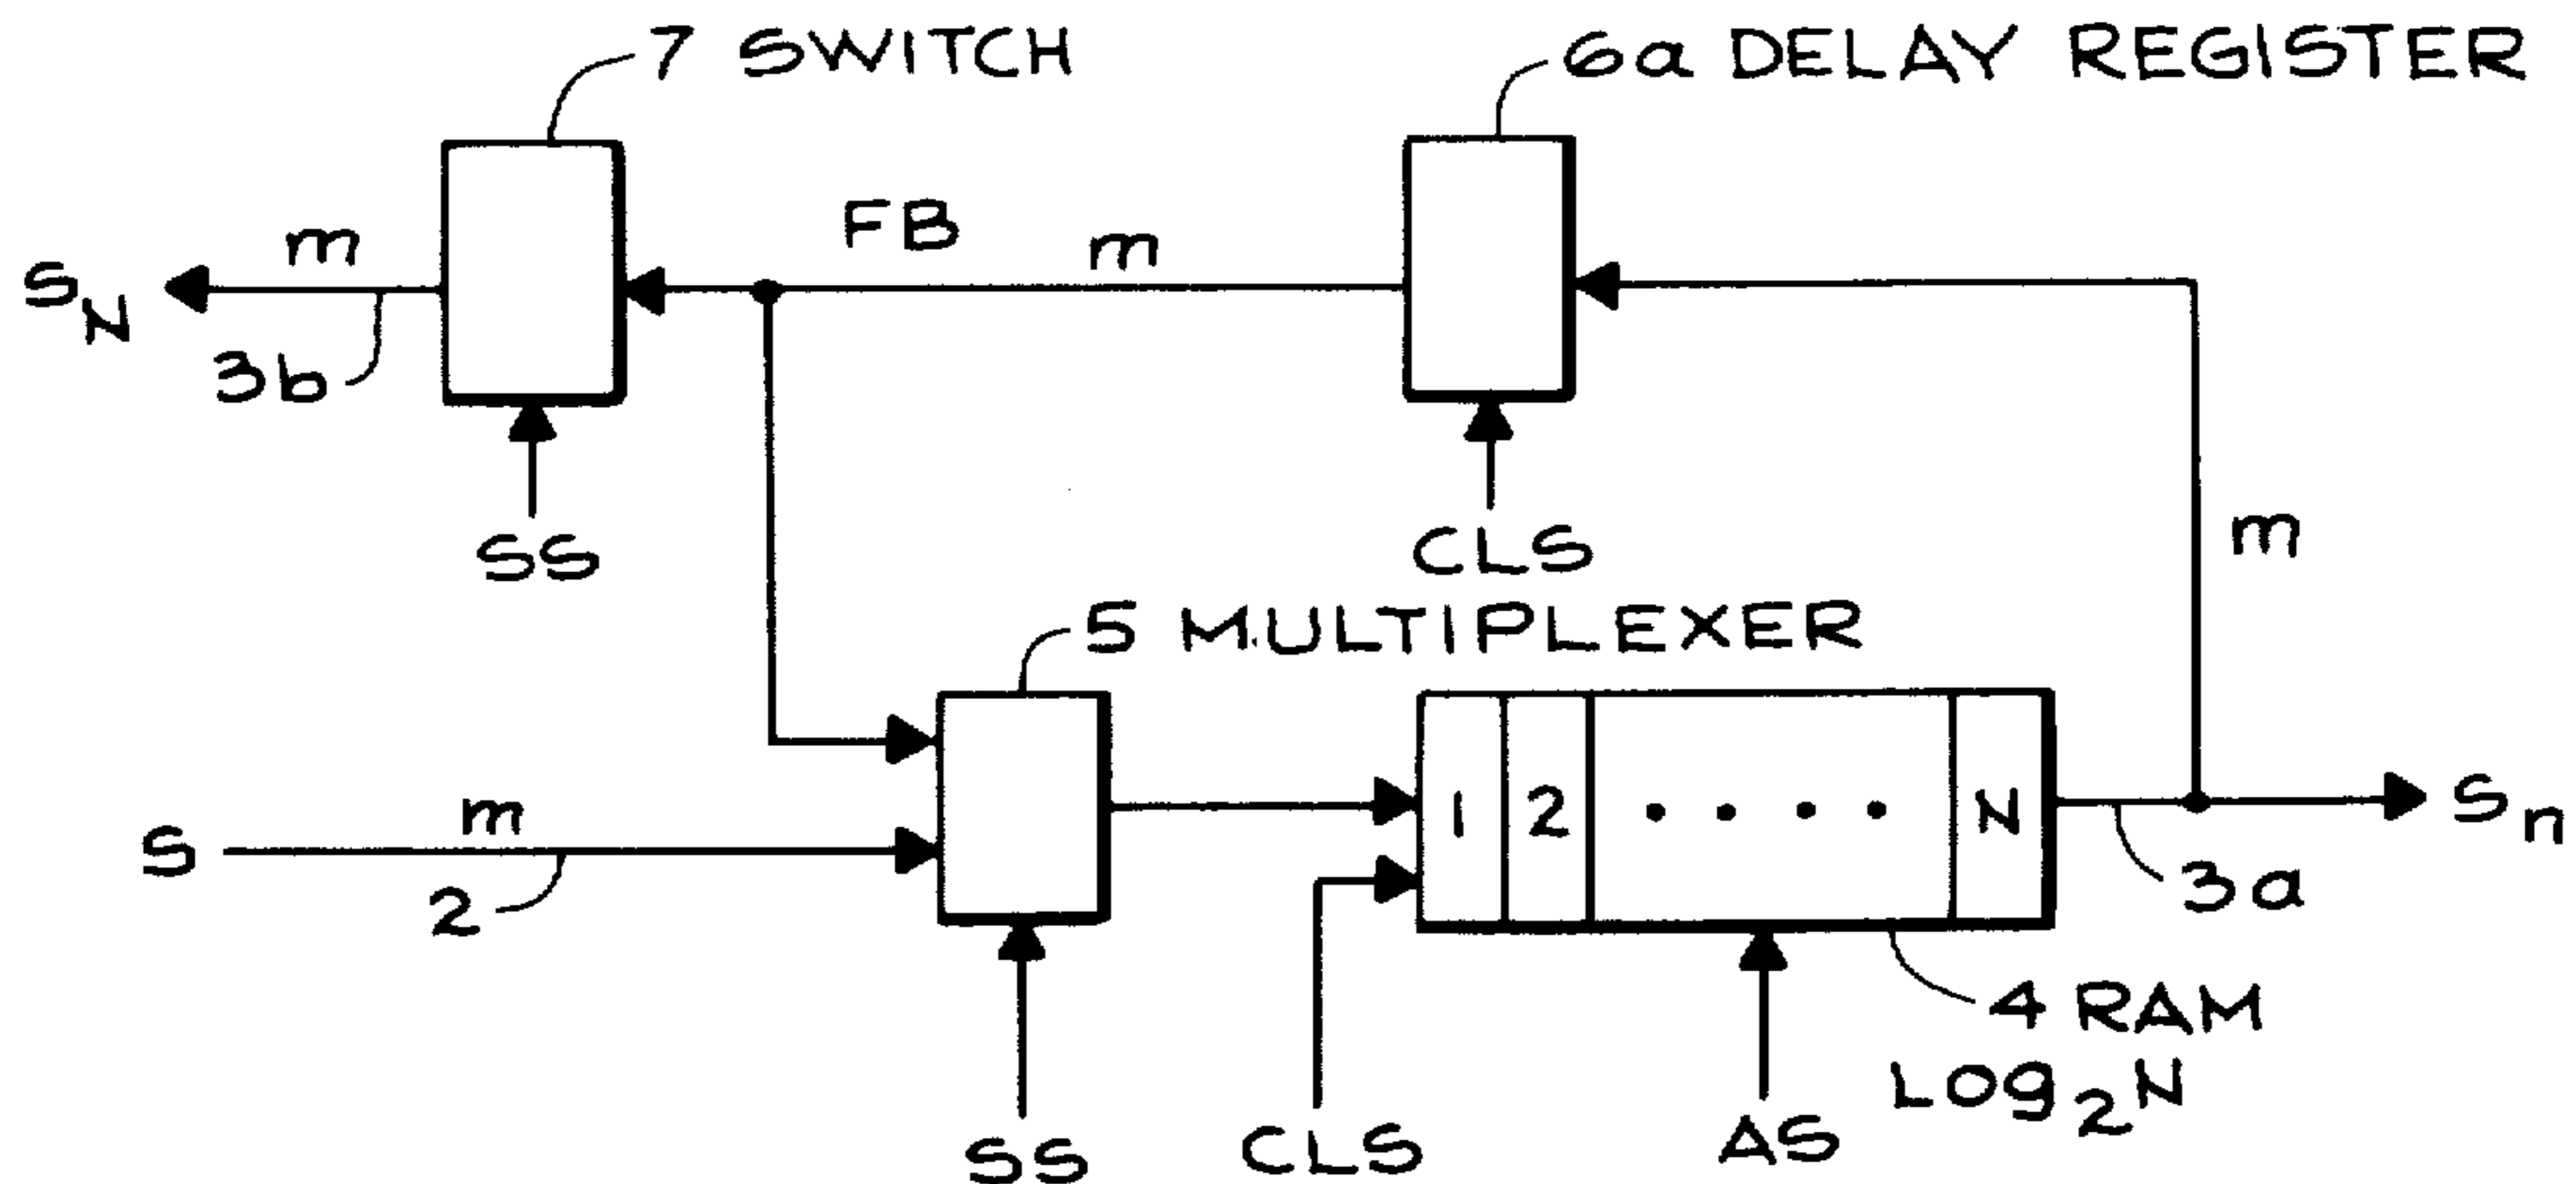 7 SWITCH
6a DELAY REGISTER
m
FB
m
SN
3b
SS
CLS
m
5 MULTIPLEXER
m
S
2
1 2 . . . . N
Sn
3a
4 RAM
LOg2N
SS
CLS
AS